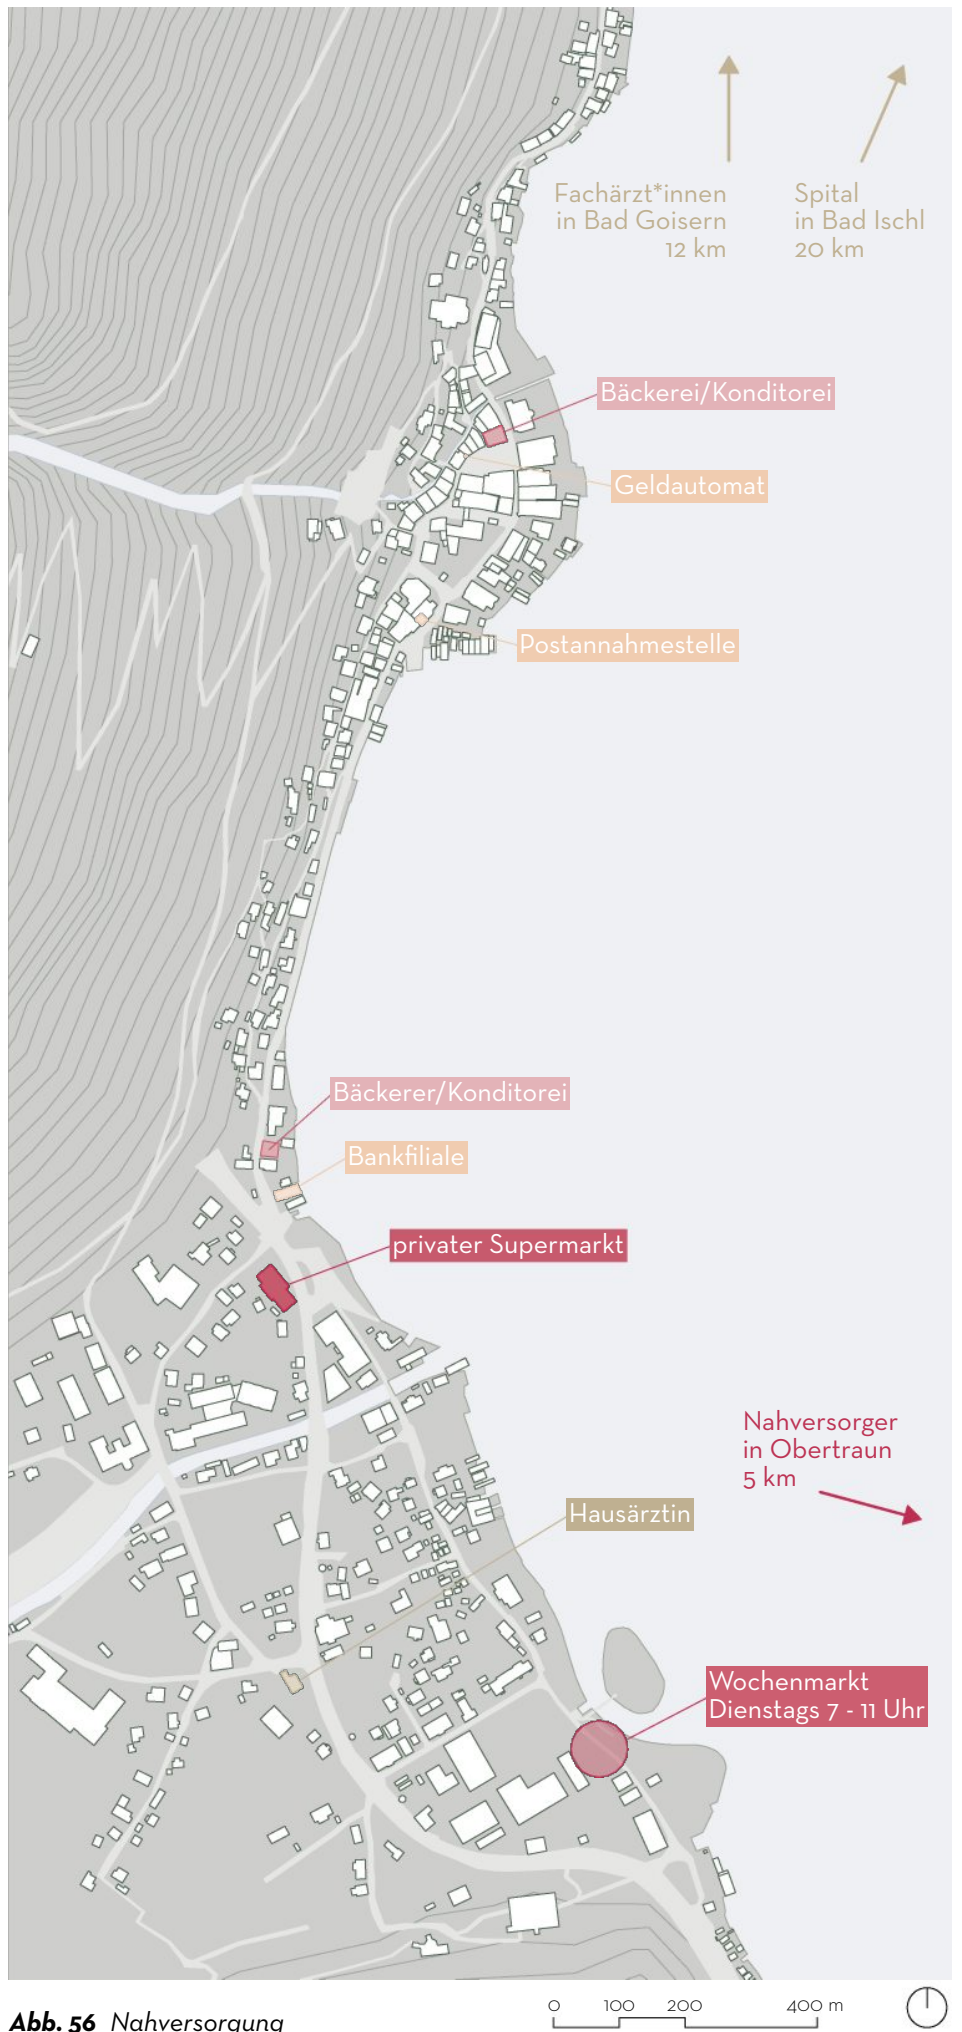 Fachärzt*innen
in Bad Goisern
12 km
Spital
in Bad Ischl
20 km
Bäckerei/Konditorei
Geldautomat
Postannahmestelle
Bäckerer/Konditorei
Bankfiliale
privater Supermarkt
Nahversorger
in Obertraun
5 km
Hausärztin
Wochenmarkt
Dienstags 7 - 11 Uhr
Abb. 56 Nahversorgung
0 100 200 400 m